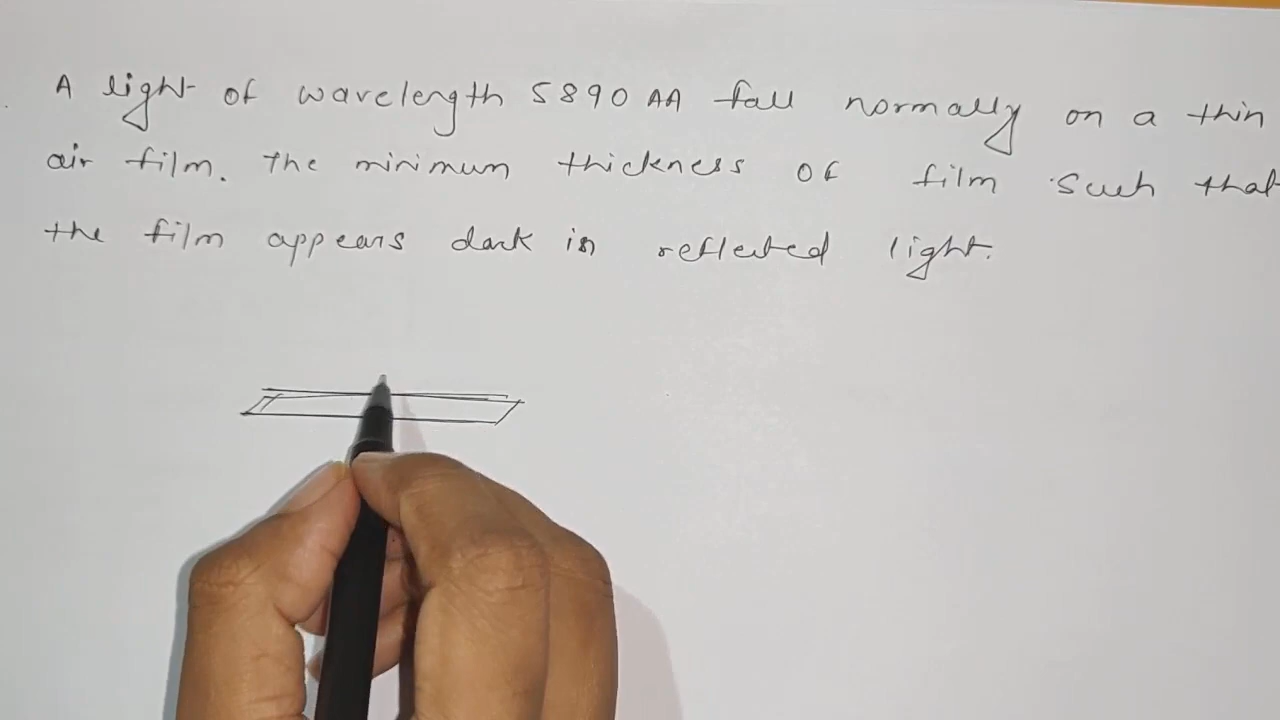 A light of wavelength 5890 AA fall normally on a thin
air film. The minimum thickness of film such that
the film appears dark in reflected light.